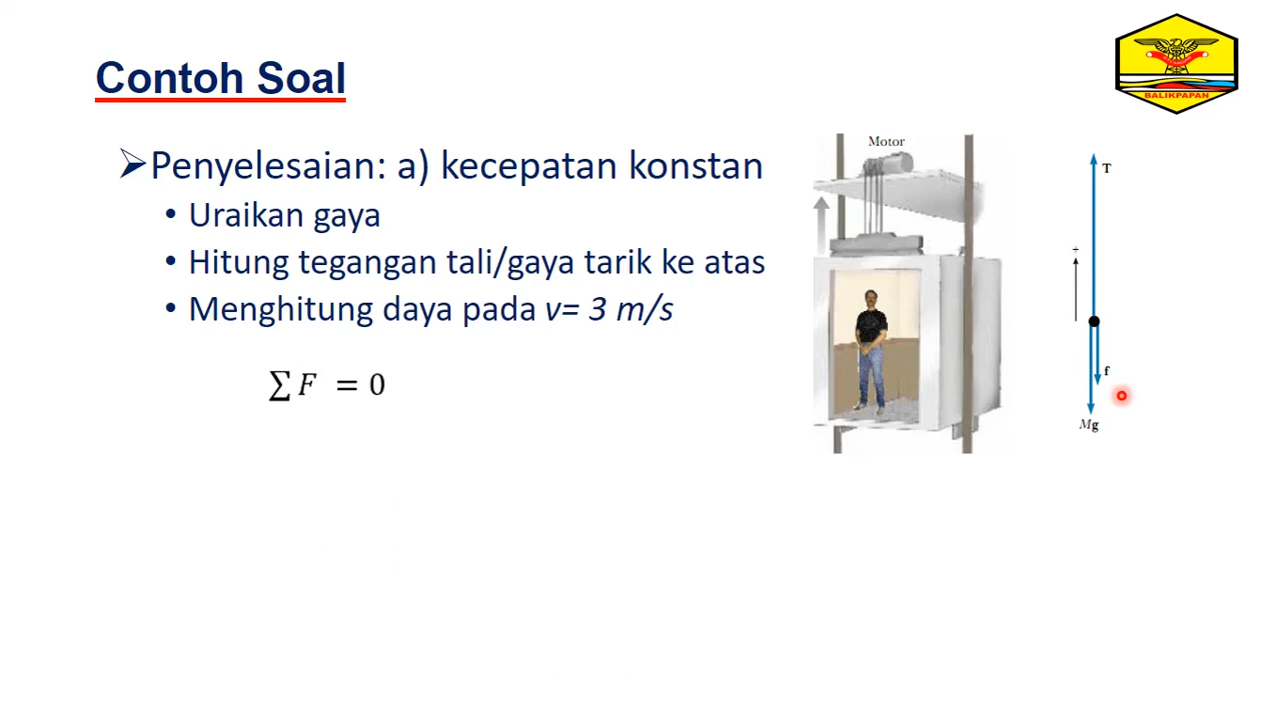 Contoh Soal
BALIKPAPAN
➢Penyelesaian: a) kecepatan konstan
• Uraikan gaya
• Hitung tegangan tali/gaya tarik ke atas
• Menghitung daya pada v= 3 m/s
∑ F = 0
Motor
T
+
f
Mg